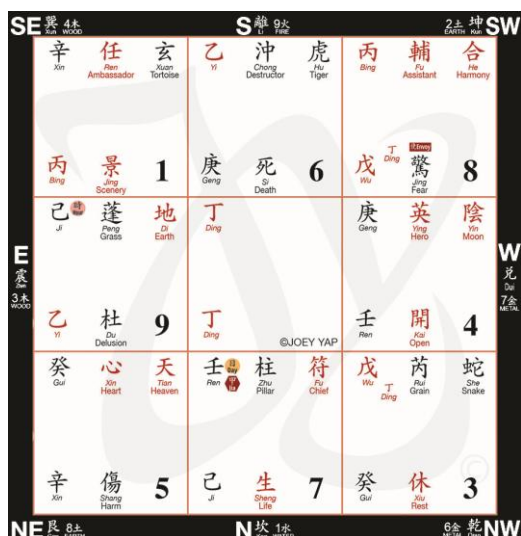 SE 巽 4木 S 離 9火 2土 坤 SW
Xun WOOD Li FIRE EARTH Kun
辛 任 玄 乙 沖 虎 丙 輔 合
Xin Ren Xuan Yi Chong Hu Bing Fu He
Ambassador Tortoise Destructor Tiger Assistant Harmony
丙 景 1 庚 死 6 戊 丁 驚 8
Bing Jing Geng Si Wu Ding Jing
Scenery Death Fear
Envoy
己 蓬 地 丁 庚 英 陰
Ji Peng Di Ding Geng Ying Yin
Grass Earth Hero Moon
E W
震 兌
Dui
3木 7金
WOOD METAL
乙 杜 9 丁 壬 開 4
Yi Du Ding Ren Kai
Delusion ©JOEY YAP Open
癸 心 天 壬 日 柱 符 戊 丁 芮 蛇
Gui Xin Tian Ren Day Zhu Fu Wu Ding Rui She
Heart Heaven Pillar Chief Grain Snake
辛 傷 5 己 生 7 癸 休 3
Xin Shang Ji Sheng Gui Xiu
Harm Life Rest
NE 艮 8土 N 坎 1水 6金 乾 NW
EARTH METAL